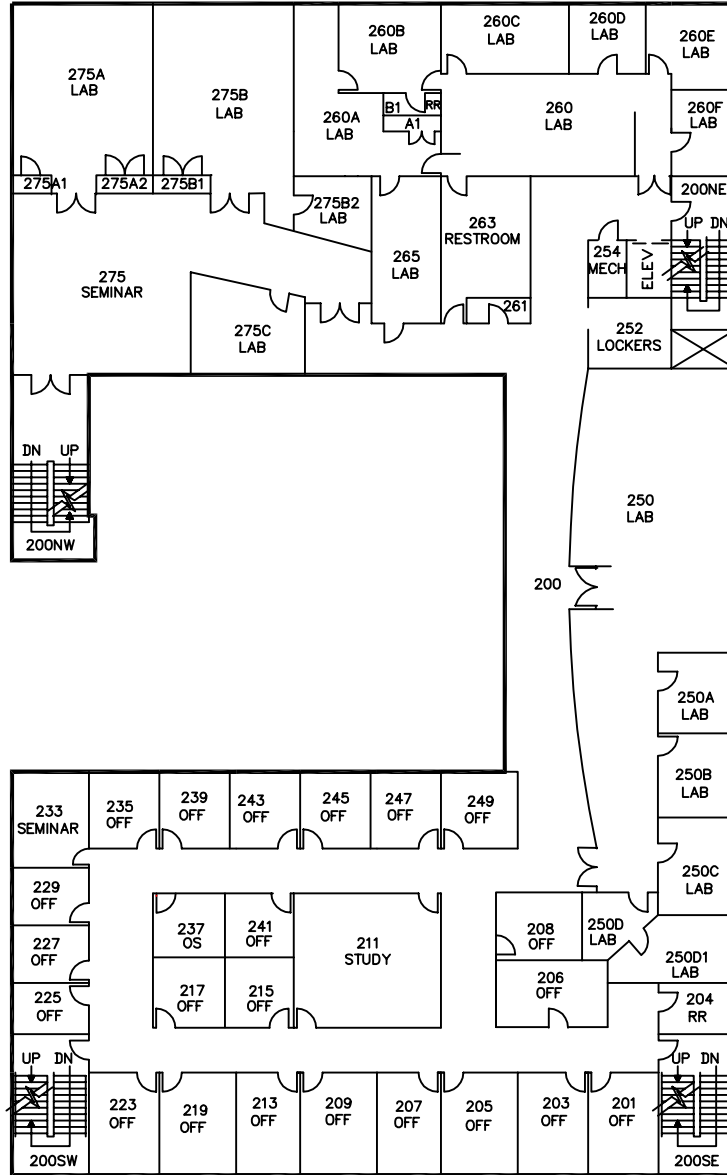 260B
LAB
260C
LAB
260D
LAB
260E
LAB
275A
LAB
275B
LAB
260A
LAB
B1
RR
A1
260
LAB
260F
LAB
275A1
275A2
275B1
275B2
LAB
200NE
UP
DN
263
RESTROOM
265
LAB
254
MECH
ELEV
275
SEMINAR
261
275C
LAB
252
LOCKERS
DN
UP
200NW
250
LAB
200
250A
LAB
250B
LAB
250C
LAB
233
SEMINAR
235
OFF
239
OFF
243
OFF
245
OFF
247
OFF
249
OFF
229
OFF
227
OFF
225
OFF
237
OS
241
OFF
211
STUDY
217
OFF
215
OFF
208
OFF
250D
LAB
206
OFF
250D1
LAB
204
RR
UP
DN
200SW
223
OFF
219
OFF
213
OFF
209
OFF
207
OFF
205
OFF
203
OFF
201
OFF
UP
DN
200SE